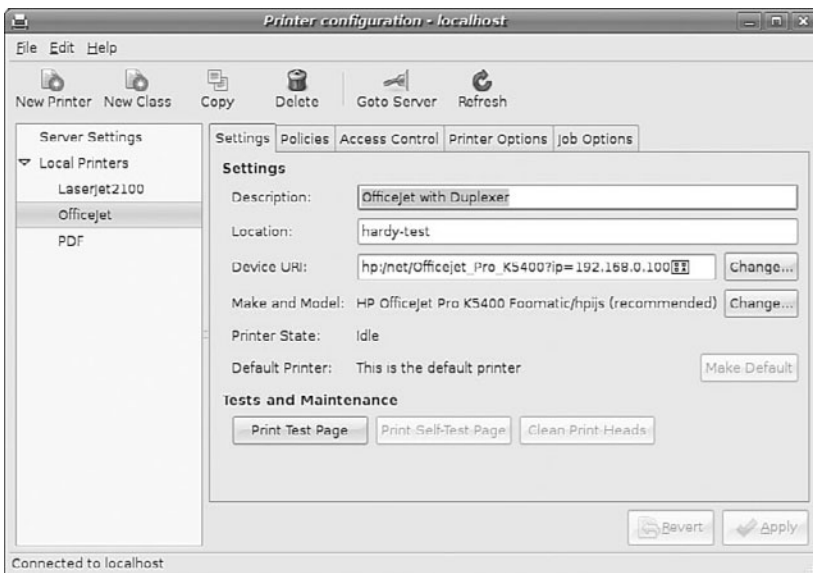 Printer configuration - localhost
File Edit Help
New Printer New Class Copy Delete Goto Server Refresh
Server Settings
Local Printers
Laserjet2100
OfficeJet
PDF
Settings Policies Access Control Printer Options Job Options
Settings
Description: OfficeJet with Duplexer
Location: hardy-test
Device URI: hp:/net/Officejet_Pro_K5400?ip=192.168.0.100 Change...
Make and Model: HP OfficeJet Pro K5400 Foomatic/hpijs (recommended) Change...
Printer State: Idle
Default Printer: This is the default printer Make Default
Tests and Maintenance
Print Test Page Print Self-Test Page Clean Print Heads
Revert Apply
Connected to localhost